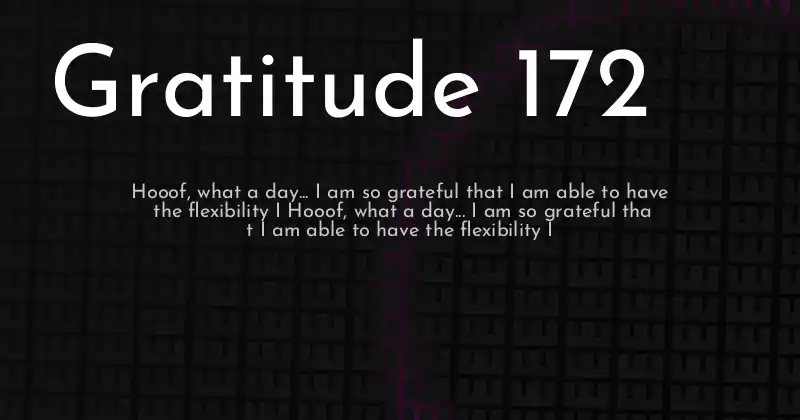 Gratitude 172
Hooof, what a day... I am so grateful that I am able to have
the flexibility I Hooof, what a day... I am so grateful tha
t I am able to have the flexibility I